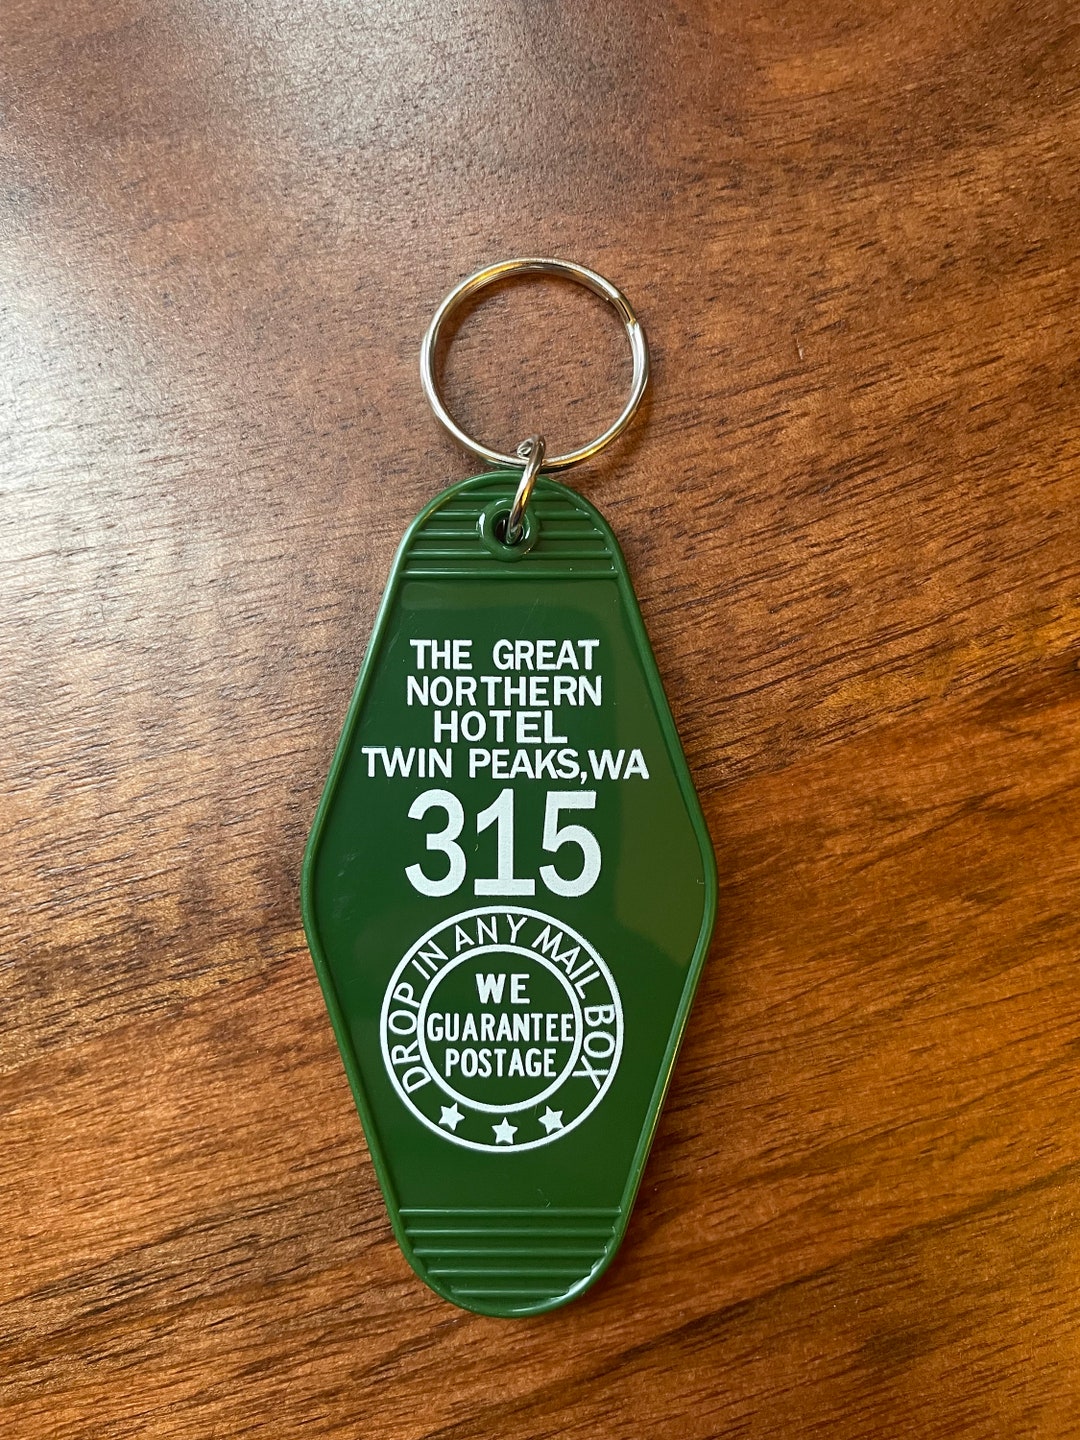 THE GREAT
NORTHERN
HOTEL
TWIN PEAKS,WA
315
DROP IN ANY MAIL BOX
WE
GUARANTEE
POSTAGE